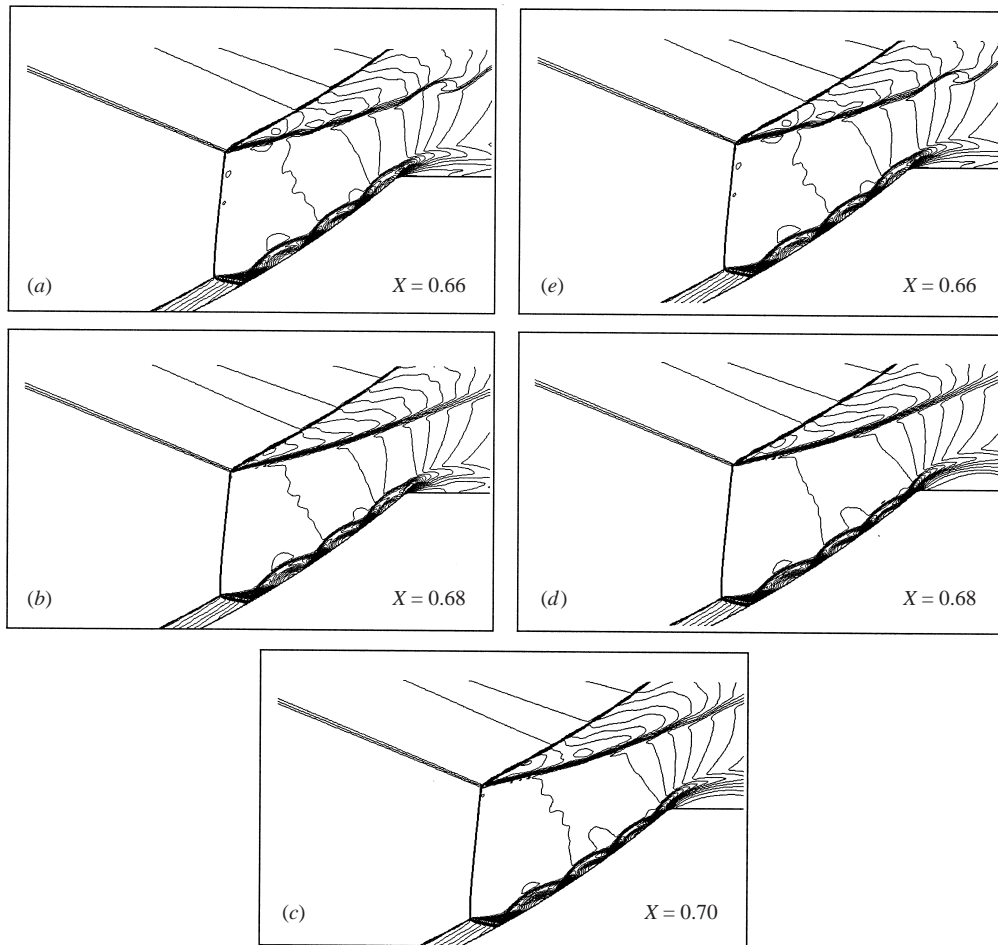 (a) X = 0.66
(e) X = 0.66
(b) X = 0.68
(d) X = 0.68
(c) X = 0.70